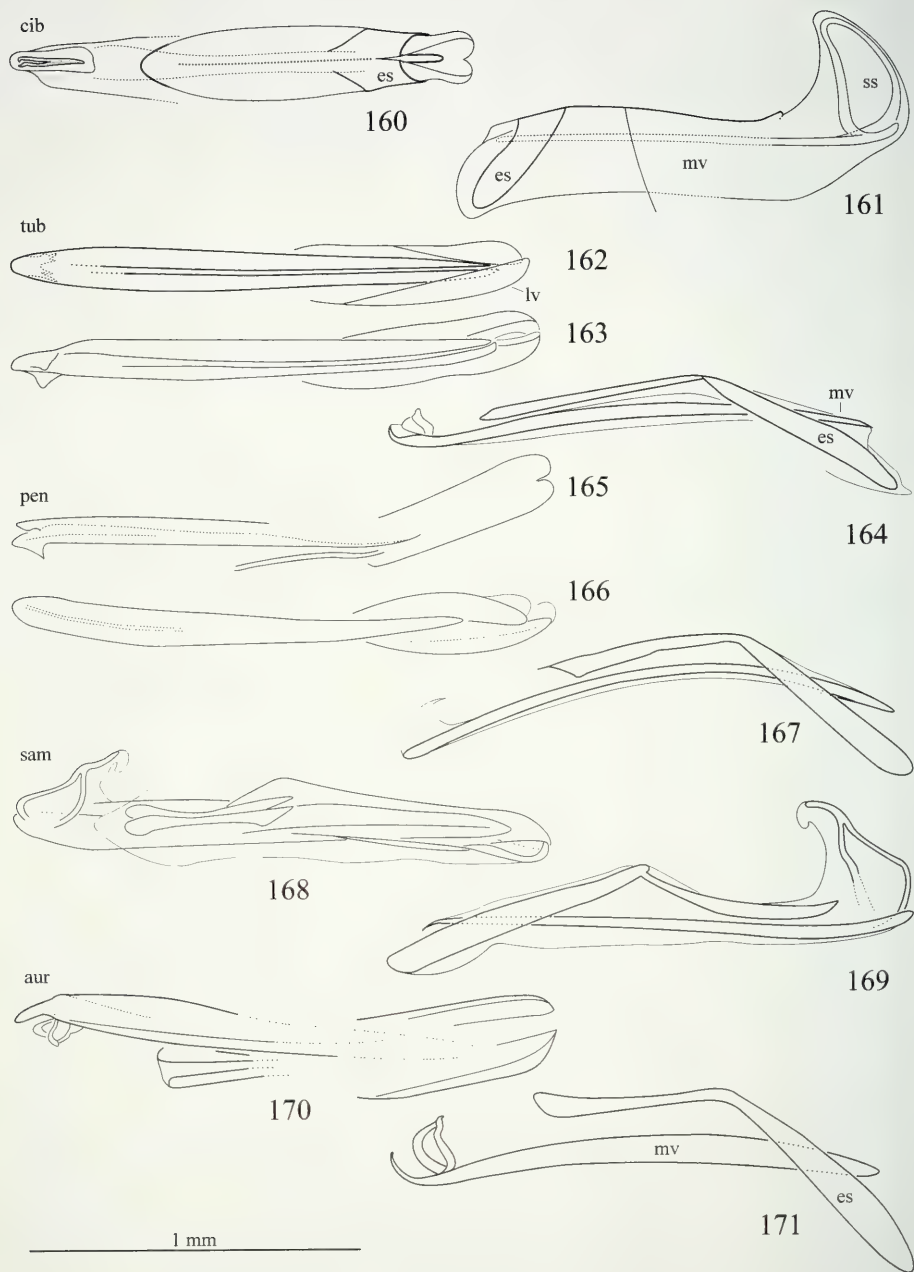 cib
es
160
ss
es
mv
161
tub
162
lv
163
mv
es
164
pen
165
166
167
sam
168
169
aur
170
mv
es
171
1 mm